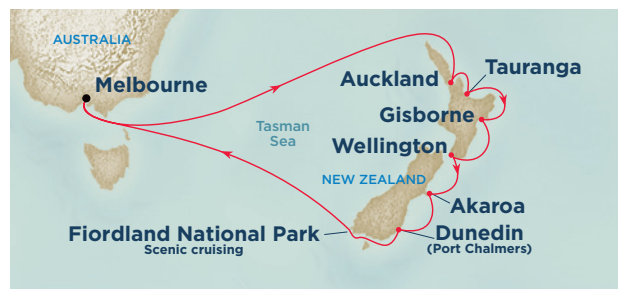 AUSTRALIA
Melbourne
Auckland
Tauranga
Gisborne
Tasman
Sea
Wellington
NEW ZEALAND
Akaroa
Fiordland National Park
Scenic cruising
Dunedin
(Port Chalmers)